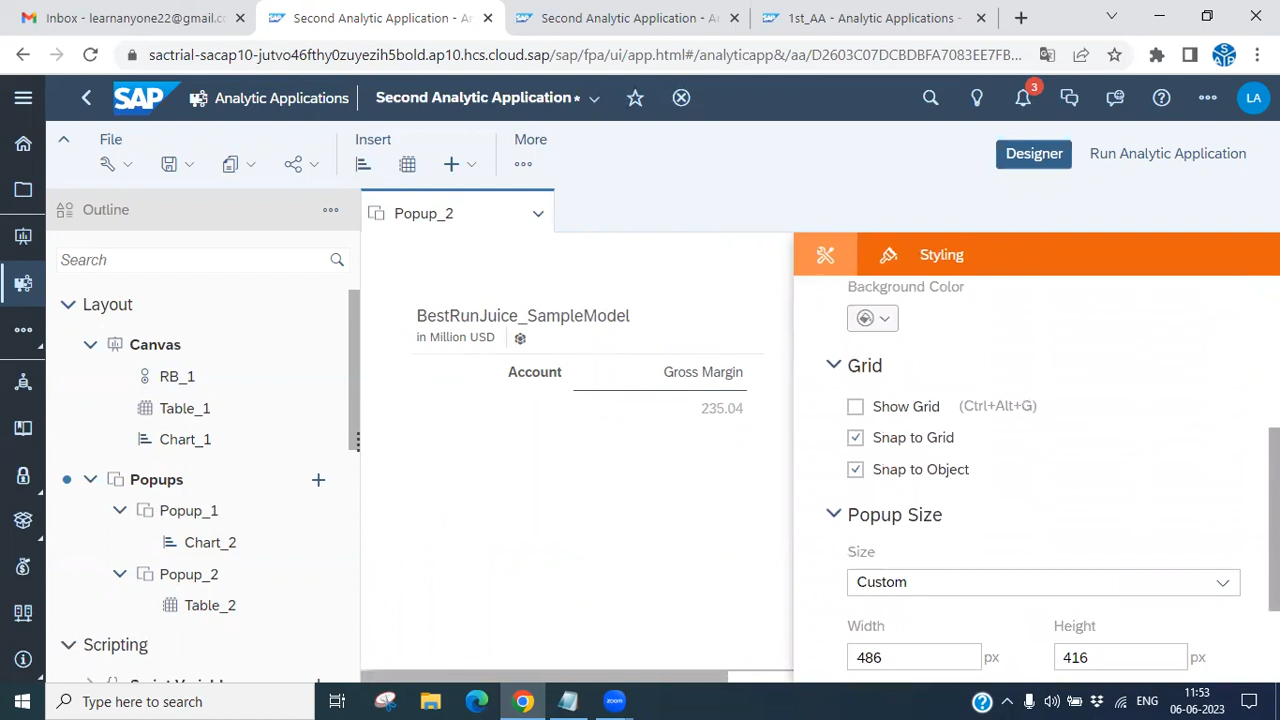 Inbox - learnanyone22@gmail.c
Second Analytic Application - A
Second Analytic Application - A
1st_AA - Analytic Applications -
sactrial-sacap10-jutvo46fthy0zuyezih5bold.ap10.hcs.cloud.sap/sap/fpa/ui/app.html#/analyticapp&/aa/D2603C07DCBDBFA7083EE7FB...
SAP Analytic Applications Second Analytic Application * 3 LA
File Insert More
Designer Run Analytic Application
Outline
Popup_2
Styling
Search
Background Color
Layout
BestRunJuice_SampleModel
in Million USD
Canvas
Grid
RB_1
Account Gross Margin
Table_1
235.04
Show Grid (Ctrl+Alt+G)
Chart_1
Snap to Grid
Snap to Object
Popups
Popup_1
Popup Size
Chart_2
Size
Popup_2
Custom
Table_2
Width Height
Scripting
486 px 416 px
Type here to search
zoom
ENG
11:53
06-06-2023